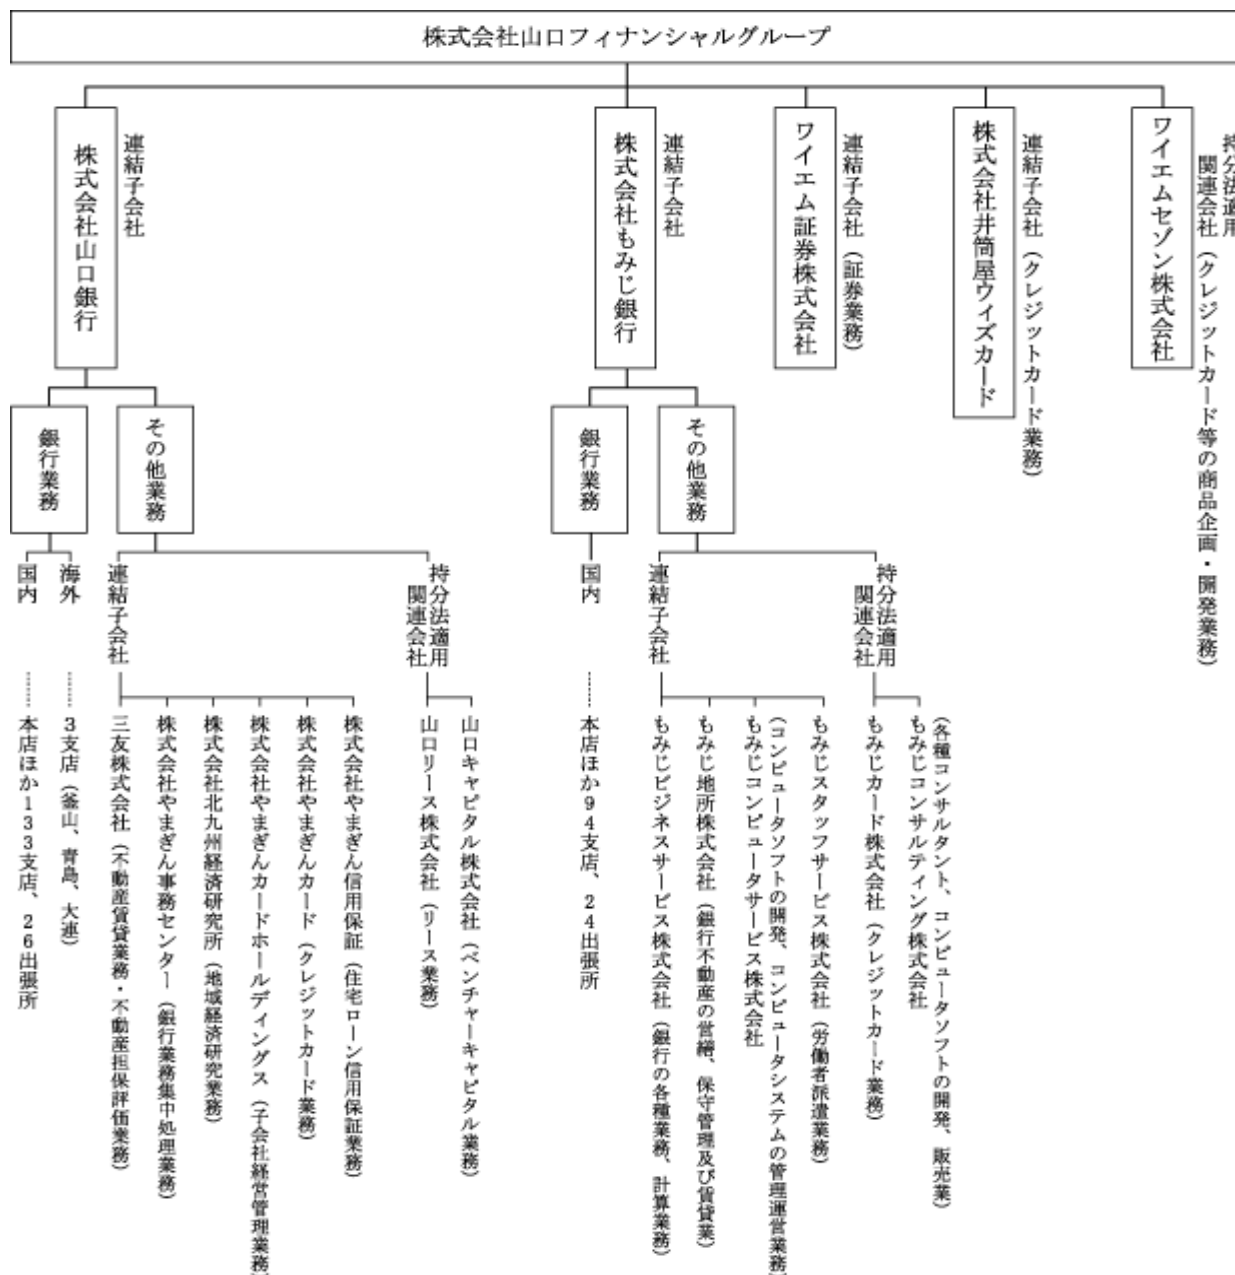 株式会社山口フィナンシャルグループ
株式会社山口銀行
連結子会社
銀行業務
国内
……本店ほか133支店、26出張所
海外
……3支店（釜山、青島、大連）
その他業務
連結子会社
三友株式会社（不動産賃貸業務・不動産担保評価業務）
株式会社やまぎん事務センター（銀行業務集中処理業務）
株式会社北九州経済研究所（地域経済研究業務）
株式会社やまぎんカードホールディングス（子会社経営管理業務）
株式会社やまぎんカード（クレジットカード業務）
株式会社やまぎん信用保証（住宅ローン信用保証業務）
持分法適用
関連会社
山口リース株式会社（リース業務）
山口キャピタル株式会社（ベンチャーキャピタル業務）
株式会社もみじ銀行
連結子会社
銀行業務
国内
……本店ほか94支店、24出張所
その他業務
連結子会社
もみじビジネスサービス株式会社（銀行の各種業務、計算業務）
もみじ地所株式会社（銀行不動産の営繕、保守管理及び賃貸業）
もみじコンピュータサービス株式会社
（コンピュータソフトの開発、コンピュータシステムの管理運営業務）
もみじスタッフサービス株式会社（労働者派遣業務）
持分法適用
関連会社
もみじカード株式会社（クレジットカード業務）
もみじコンサルティング株式会社
（各種コンサルタント、コンピュータソフトの開発、販売業）
ワイエム証券株式会社
連結子会社（証券業務）
株式会社井筒屋ウィズカード
連結子会社（クレジットカード業務）
ワイエムセゾン株式会社
持分法適用
関連会社（クレジットカード等の商品企画・開発業務）